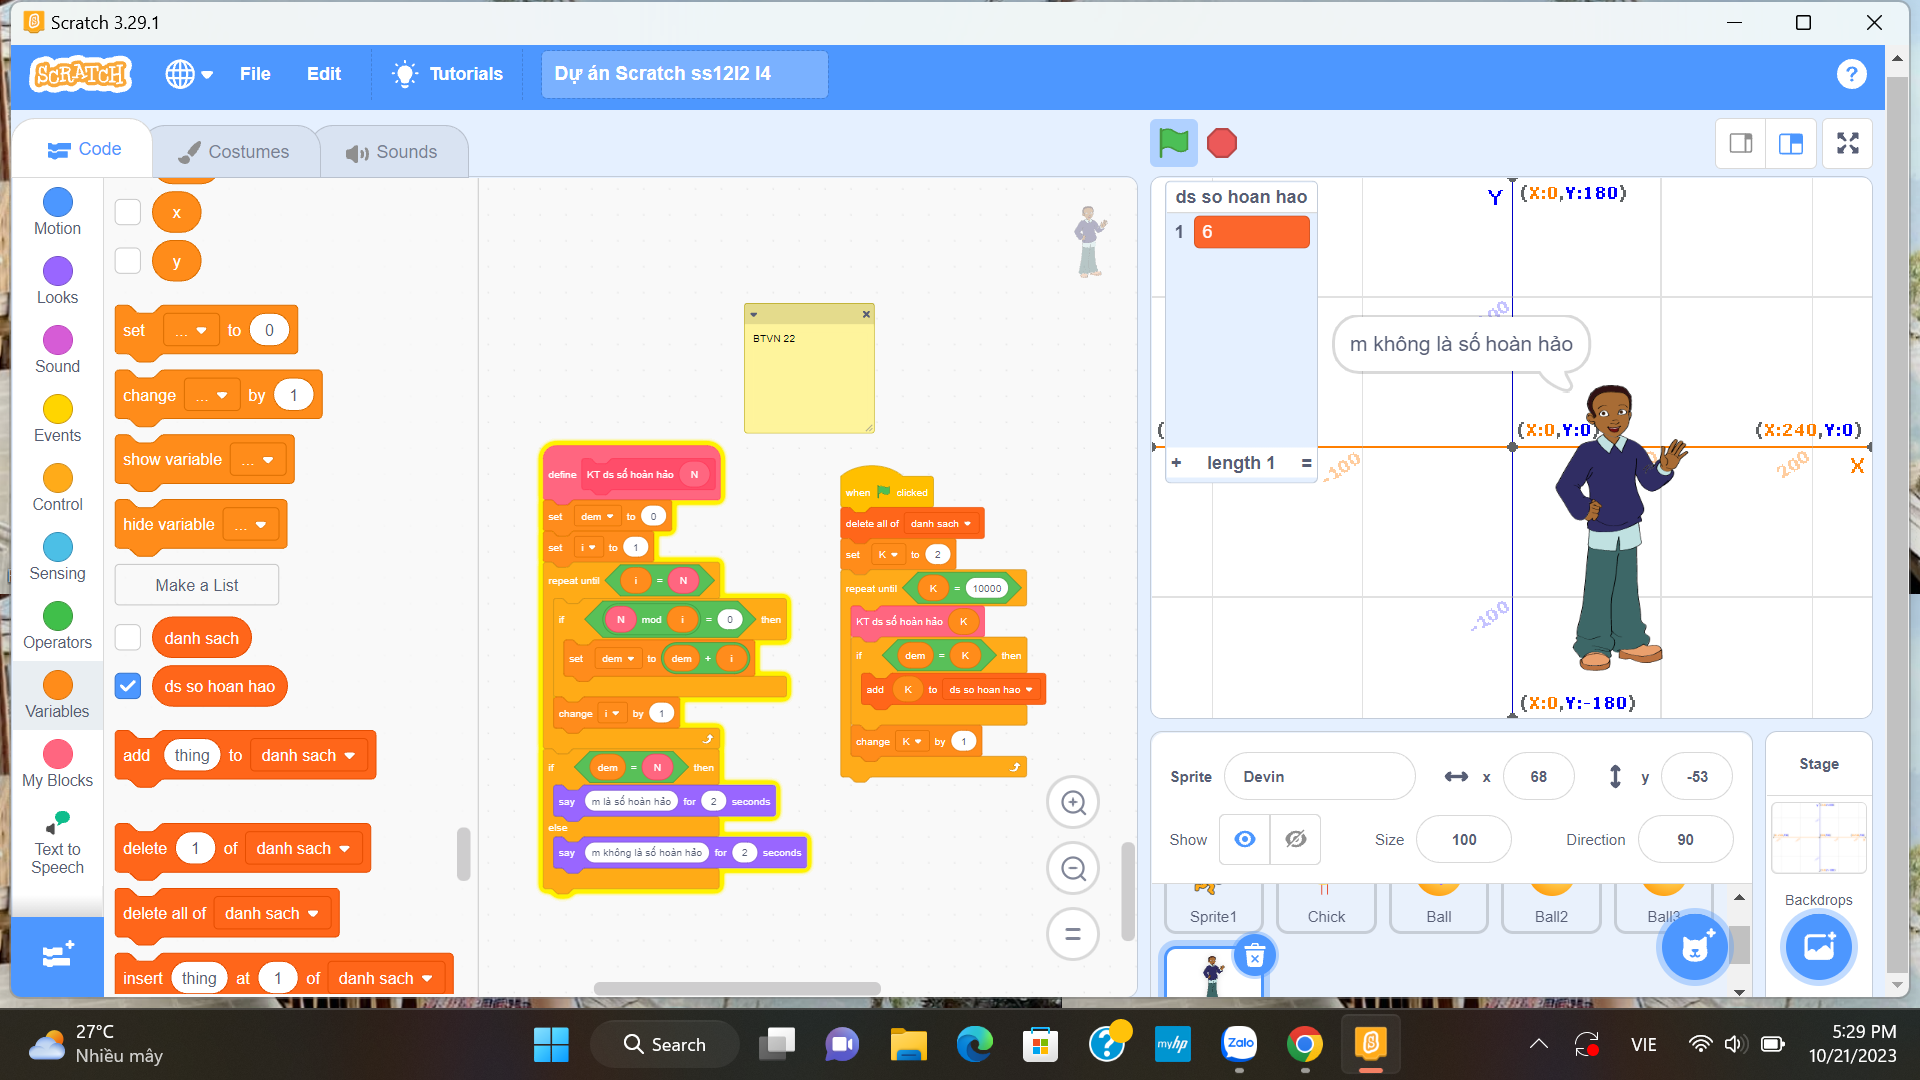 Scratch 3.29.1
SCRATCH
File
Edit
Tutorials
Dự án Scratch ss12l2 l4
?
Code
Costumes
Sounds
Motion
Looks
Sound
Events
Control
Sensing
Operators
Variables
My Blocks
Text to
Speech
x
y
set ... to 0
change ... by 1
show variable ...
hide variable ...
Make a List
danh sach
ds so hoan hao
add thing to danh sach
delete 1 of danh sach
delete all of danh sach
insert thing at 1 of danh sach
BTVN 22
define KT ds số hoàn hảo N
set dem to 0
set i to 1
repeat until i = N
if N mod i = 0 then
set dem to dem + i
change i by 1
if dem = N then
say m là số hoàn hảo for 2 seconds
else
say m không là số hoàn hảo for 2 seconds
when clicked
delete all of danh sach
set K to 2
repeat until K = 10000
KT ds số hoàn hảo K
if dem = K then
add K to ds so hoan hao
change K by 1
ds so hoan hao
1 6
+ length 1 =
Y
(X:0,Y:180)
m không là số hoàn hảo
(X:0,Y:0)
(X:240,Y:0)
-100
200
X
-100
(X:0,Y:-180)
Sprite Devin x 68 y -53
Show Size 100 Direction 90
Sprite1
Chick
Ball
Ball2
Ball3
Stage
Backdrops
27°C
Nhiều mây
Search
myhp
Zalo
VIE
5:29 PM
10/21/2023